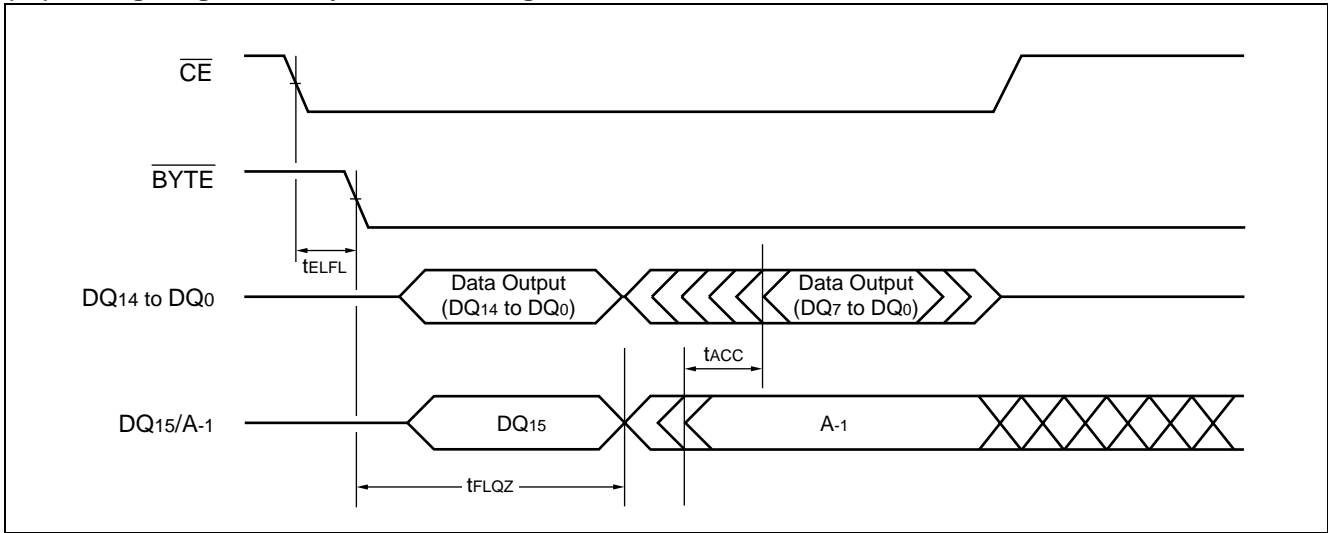 CE
BYTE
tELFL
DQ14 to DQ0
Data Output
(DQ14 to DQ0)
Data Output
(DQ7 to DQ0)
tACC
DQ15/A-1
DQ15
A-1
tFLQZ